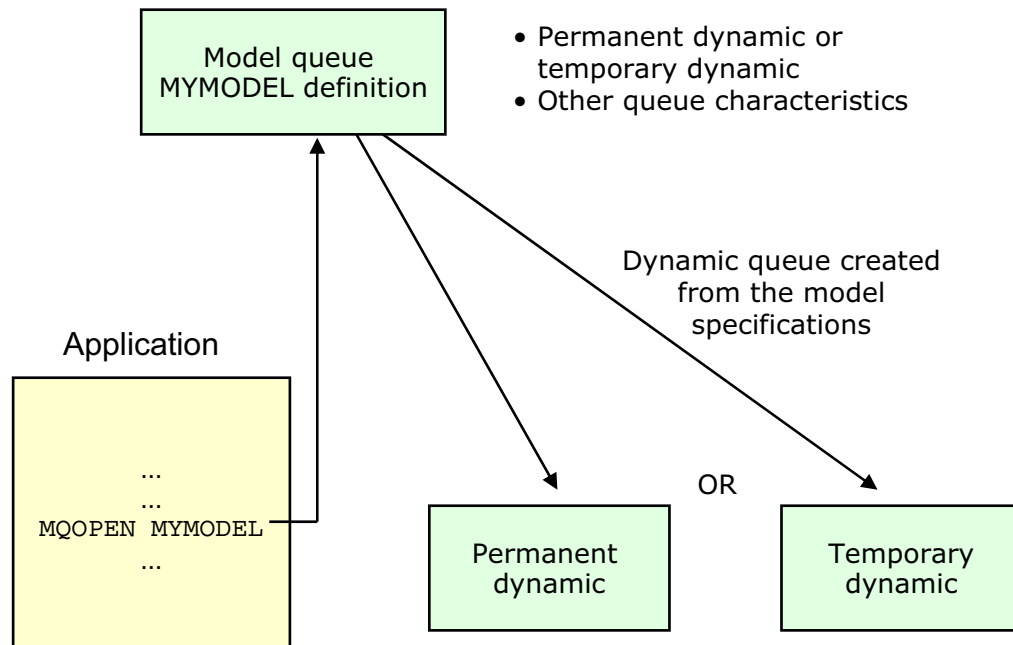 Model queue
MYMODEL definition
• Permanent dynamic or
temporary dynamic
• Other queue characteristics
Dynamic queue created
from the model
specifications
Application
...
...
MQOPEN MYMODEL
...
OR
Permanent
dynamic
Temporary
dynamic